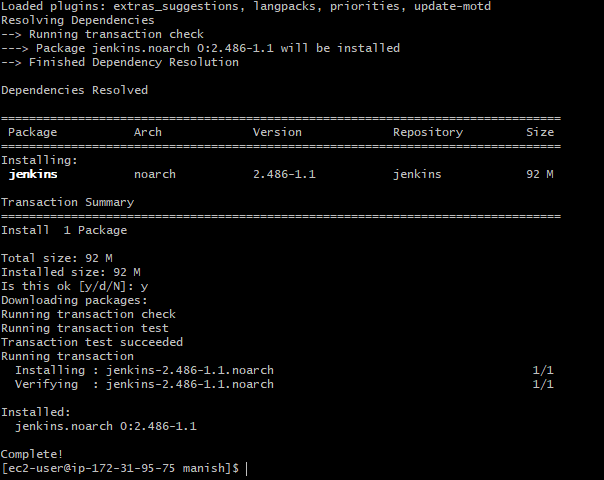 Loaded plugins: extras_suggestions, langpacks, priorities, update-motd
Resolving Dependencies
--> Running transaction check
---> Package jenkins.noarch 0:2.486-1.1 will be installed
--> Finished Dependency Resolution
Dependencies Resolved
================================================================================
Package Arch Version Repository Size
================================================================================
Installing:
jenkins noarch 2.486-1.1 jenkins 92 M
Transaction Summary
================================================================================
Install 1 Package
Total size: 92 M
Installed size: 92 M
Is this ok [y/d/N]: y
Downloading packages:
Running transaction check
Running transaction test
Transaction test succeeded
Running transaction
Installing : jenkins-2.486-1.1.noarch 1/1
Verifying : jenkins-2.486-1.1.noarch 1/1
Installed:
jenkins.noarch 0:2.486-1.1
Complete!
[ec2-user@ip-172-31-95-75 manish]$